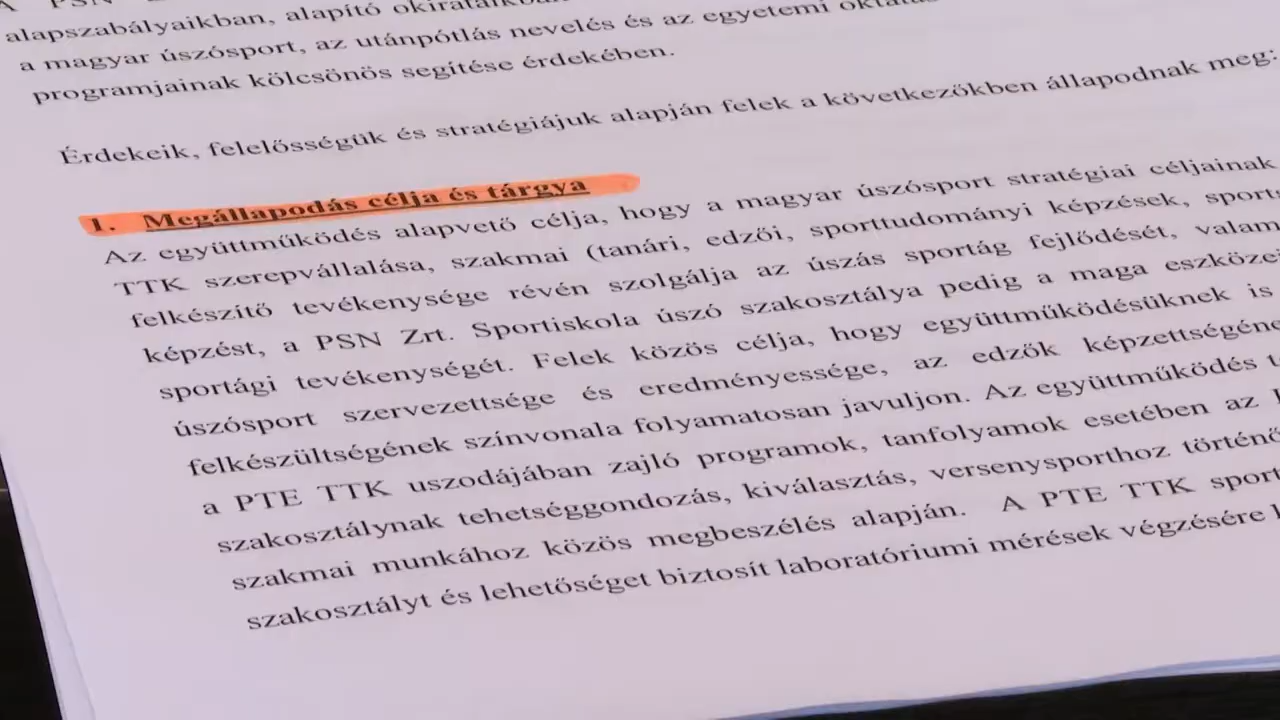 A PSN
alapszabályaikban, alapító okirataikban
a magyar úszósport, az utánpótlás nevelés és az egyetemi oktatás
programjainak kölcsönös segítése érdekében.
Érdekeik, felelősségük és stratégiájuk alapján felek a következőkben állapodnak meg:
1. Megállapodás célja és tárgya
Az együttműködés alapvető célja, hogy a magyar úszósport stratégiai céljainak
TTK szerepvállalása, szakmai (tanári, edzői, sporttudományi képzések,
felkészítő tevékenysége révén szolgálja az úszás sportág fejlődését,
képzést, a PSN Zrt. Sportiskola úszó szakosztálya pedig a maga
sportági tevékenységét. Felek közös célja, hogy együttműködésüknek is
úszósport szervezettsége és eredményessége, az edzők
felkészültségének színvonala folyamatosan javuljon. Az együttműködés
a PTE TTK uszodájában zajló programok, tanfolyamok esetében az
szakosztálynak tehetséggondozás, kiválasztás, versenysporthoz történő
szakmai munkához közös megbeszélés alapján. A PTE TTK
szakosztályt és lehetőséget biztosít laboratóriumi mérések végzésére